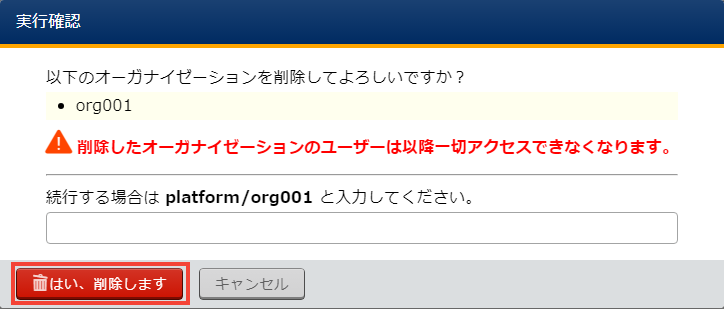 実行確認
以下のオーガナイゼーションを削除してよろしいですか？
• org001
削除したオーガナイゼーションのユーザーは以降一切アクセスできなくなります。
続行する場合は platform/org001 と入力してください。
はい、削除します
キャンセル